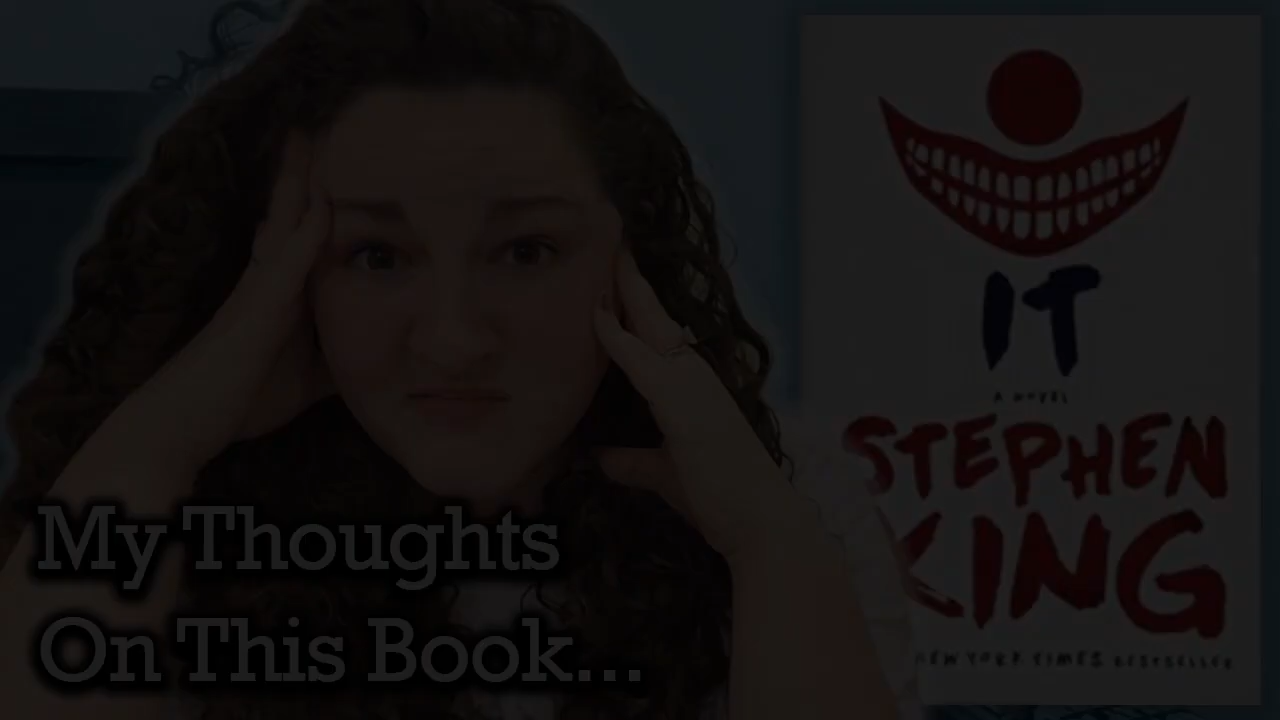 IT
A NOVEL
STEPHEN
KING
NEW YORK TIMES BESTSELLER
My Thoughts
On This Book...